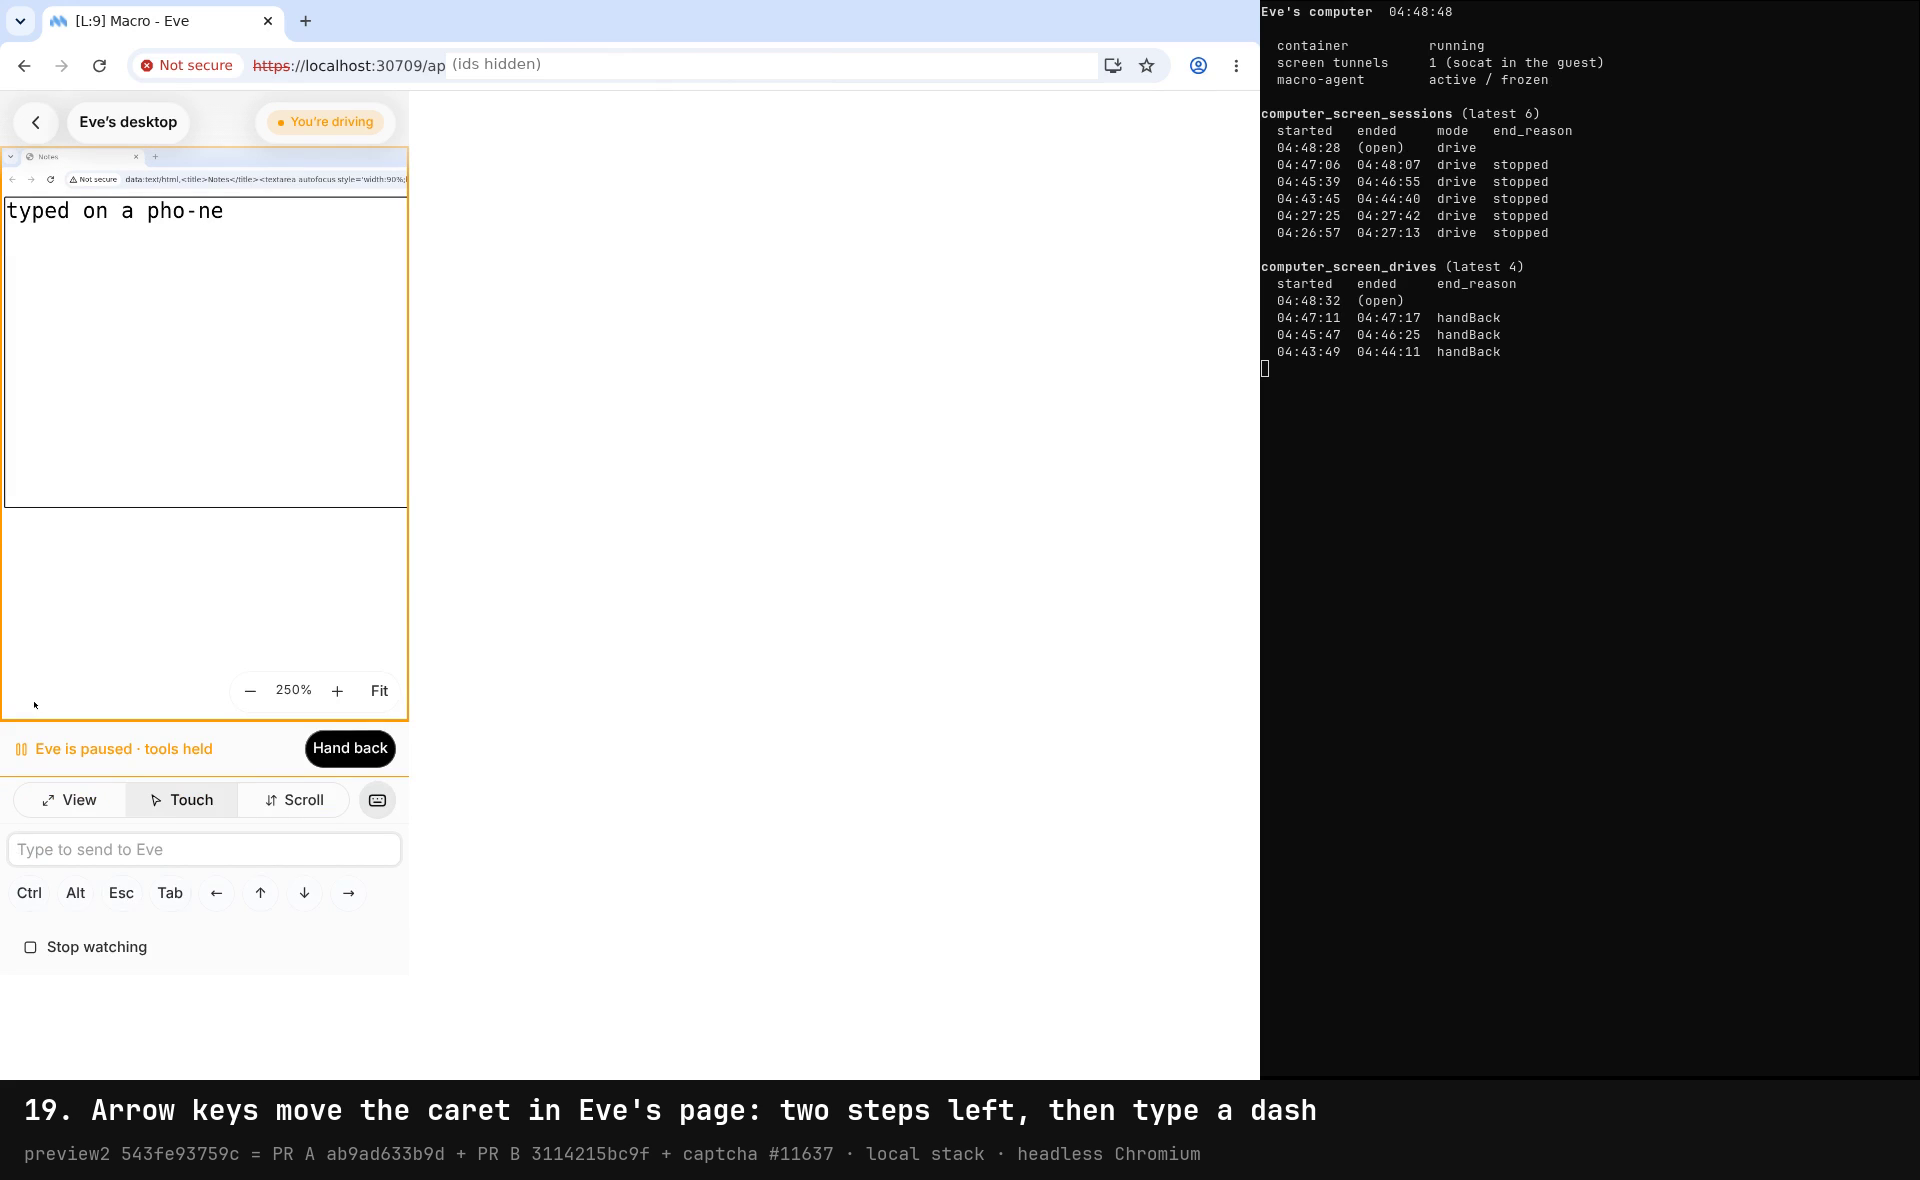 [L:9] Macro - Eve
Not secure https://localhost:30709/ap (ids hidden)
Eve's desktop
You're driving
Notes
Not secure data:text/html,<title>Notes</title><textarea autofocus style='width:90%;
typed on a pho-ne
250% Fit
Eve is paused · tools held
Hand back
View Touch Scroll
Type to send to Eve
Ctrl Alt Esc Tab ← ↑ ↓ →
Stop watching
Eve's computer 04:48:48
container running
screen tunnels 1 (socat in the guest)
macro-agent active / frozen
computer_screen_sessions (latest 6)
started ended mode end_reason
04:48:28 (open) drive
04:47:06 04:48:07 drive stopped
04:45:39 04:46:55 drive stopped
04:43:45 04:44:40 drive stopped
04:27:25 04:27:42 drive stopped
04:26:57 04:27:13 drive stopped
computer_screen_drives (latest 4)
started ended end_reason
04:48:32 (open)
04:47:11 04:47:17 handBack
04:45:47 04:46:25 handBack
04:43:49 04:44:11 handBack
19. Arrow keys move the caret in Eve's page: two steps left, then type a dash
preview2 543fe93759c = PR A ab9ad633b9d + PR B 3114215bc9f + captcha #11637 · local stack · headless Chromium